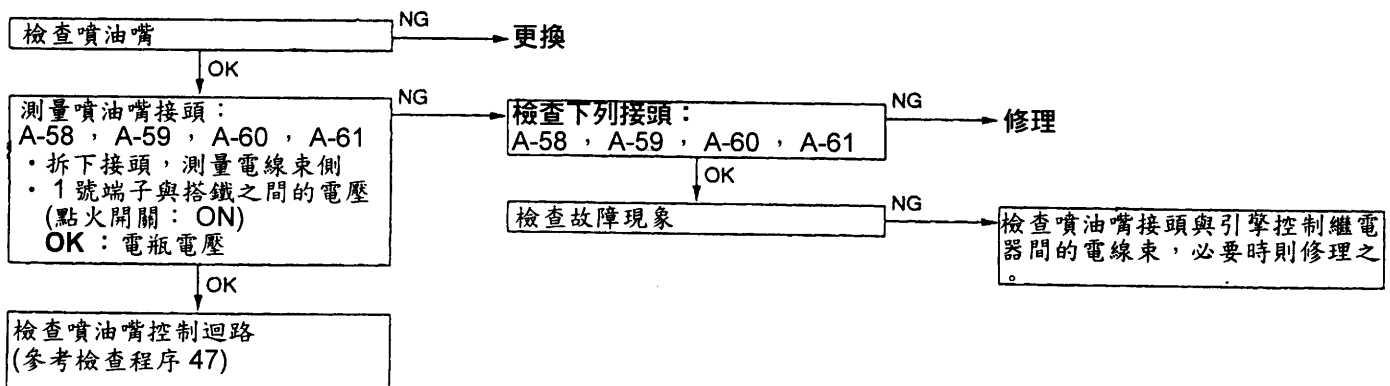 檢查噴油嘴
NG
更換
OK
測量噴油嘴接頭：
A-58 ， A-59 ， A-60 ， A-61
・拆下接頭，測量電線束側
・1號端子與搭鐵之間的電壓
(點火開關： ON)
OK ：電瓶電壓
NG
檢查下列接頭：
A-58 ， A-59 ， A-60 ， A-61
NG
修理
OK
檢查故障現象
NG
檢查噴油嘴接頭與引擎控制繼電
器間的電線束，必要時則修理之
。
OK
檢查噴油嘴控制迴路
(參考檢查程序 47)